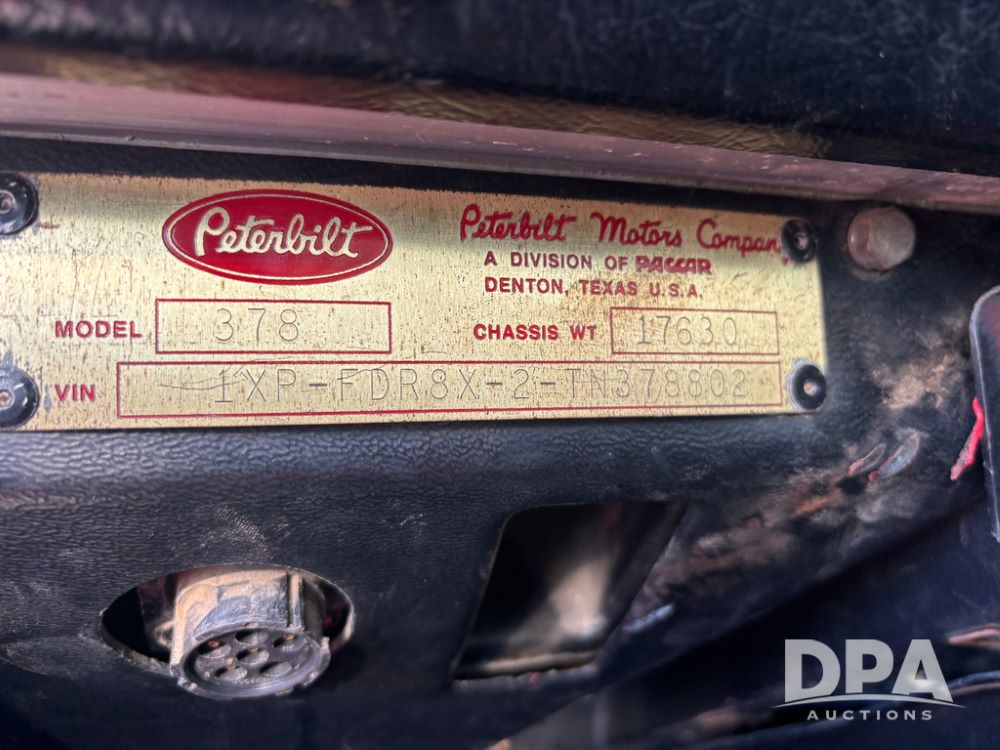 Peterbilt
Peterbilt Motors Company
A DIVISION OF PACCAR
DENTON, TEXAS U.S.A.
MODEL 378
CHASSIS WT 17630
VIN 1XP-FDR8X-2-TN378802
DPA
AUCTIONS